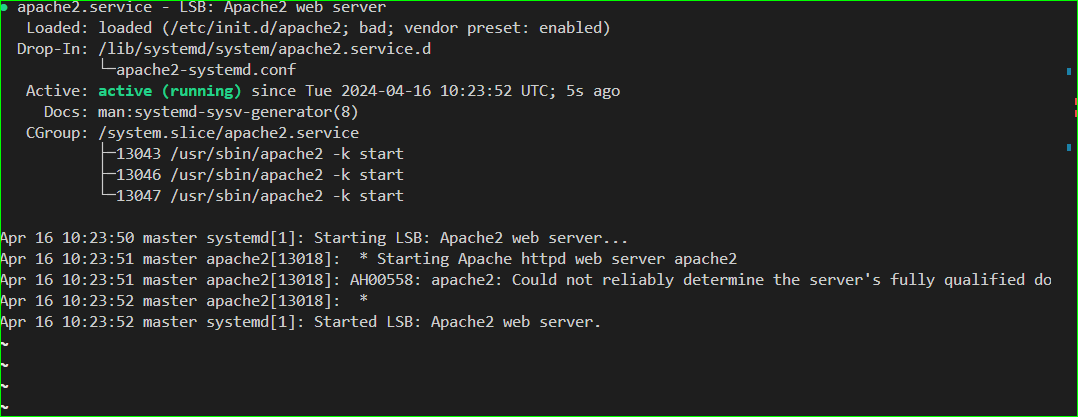 ● apache2.service - LSB: Apache2 web server
   Loaded: loaded (/etc/init.d/apache2; bad; vendor preset: enabled)
  Drop-In: /lib/systemd/system/apache2.service.d
           └─apache2-systemd.conf
   Active: active (running) since Tue 2024-04-16 10:23:52 UTC; 5s ago
     Docs: man:systemd-sysv-generator(8)
   CGroup: /system.slice/apache2.service
           ├─13043 /usr/sbin/apache2 -k start
           ├─13046 /usr/sbin/apache2 -k start
           └─13047 /usr/sbin/apache2 -k start

Apr 16 10:23:50 master systemd[1]: Starting LSB: Apache2 web server...
Apr 16 10:23:51 master apache2[13018]:  * Starting Apache httpd web server apache2
Apr 16 10:23:51 master apache2[13018]: AH00558: apache2: Could not reliably determine the server's fully qualified do
Apr 16 10:23:52 master apache2[13018]:  *
Apr 16 10:23:52 master systemd[1]: Started LSB: Apache2 web server.
~
~
~
~